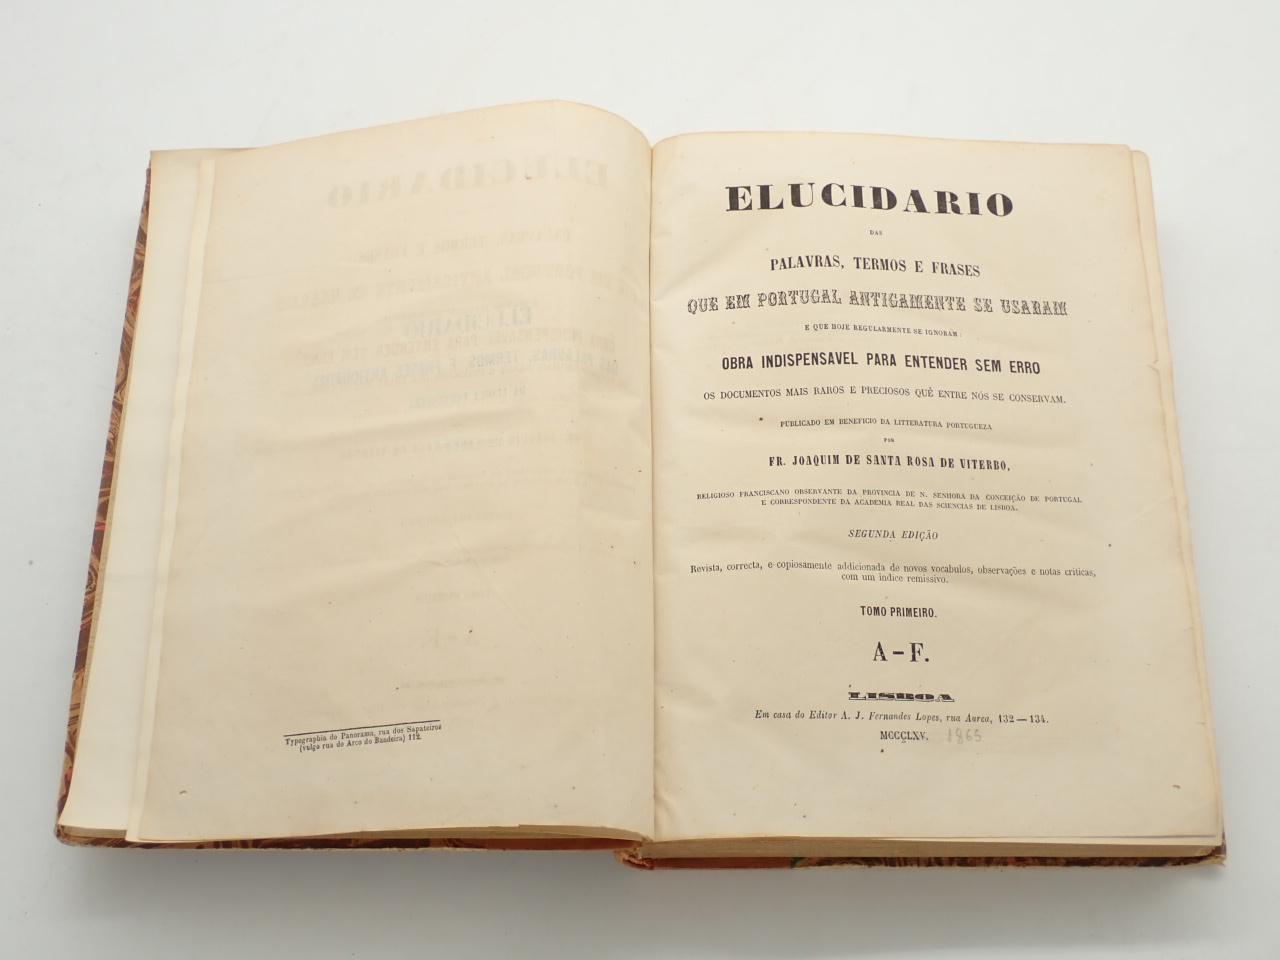 Typographia do Panorama, rua dos Sapateiros
(vulgo rua do Arco do Bandeira) 112.
ELUCIDARIO
DAS
PALAVRAS, TERMOS E FRASES
QUE EM PORTUGAL ANTIGAMENTE SE USARAM
E QUE HOJE REGULARMENTE SE IGNORAM:
OBRA INDISPENSAVEL PARA ENTENDER SEM ERRO
OS DOCUMENTOS MAIS RAROS E PRECIOSOS QUE ENTRE NÓS SE CONSERVAM.
PUBLICADO EM BENEFICIO DA LITTERATURA PORTUGUEZA
POR
FR. JOAQUIM DE SANTA ROSA DE VITERBO,
RELIGIOSO FRANCISCANO OBSERVANTE DA PROVINCIA DE N. SENHORA DA CONCEIÇÃO DE PORTUGAL
E CORRESPONDENTE DA ACADEMIA REAL DAS SCIENCIAS DE LISBOA.
SEGUNDA EDIÇÃO
Revista, correcta, e copiosamente addicionada de novos vocabulos, observações e notas criticas,
com um indice remissivo.
TOMO PRIMEIRO.
A – F.
LISBOA
Em casa do Editor A. J. Fernandes Lopes, rua Aurea, 132 — 134.
MCCCLXV. 1865